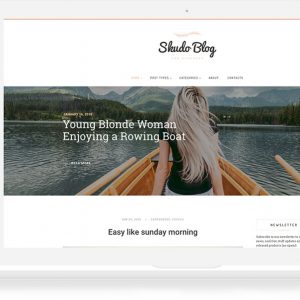 Skudo Blog
HOME
POST TYPES
CATEGORIES
ABOUT
CONTACTS
JANUARY 14, 2018
Young Blonde Woman
Enjoying a Rowing Boat
READ MORE
Easy like sunday morning
NEWSLETTER